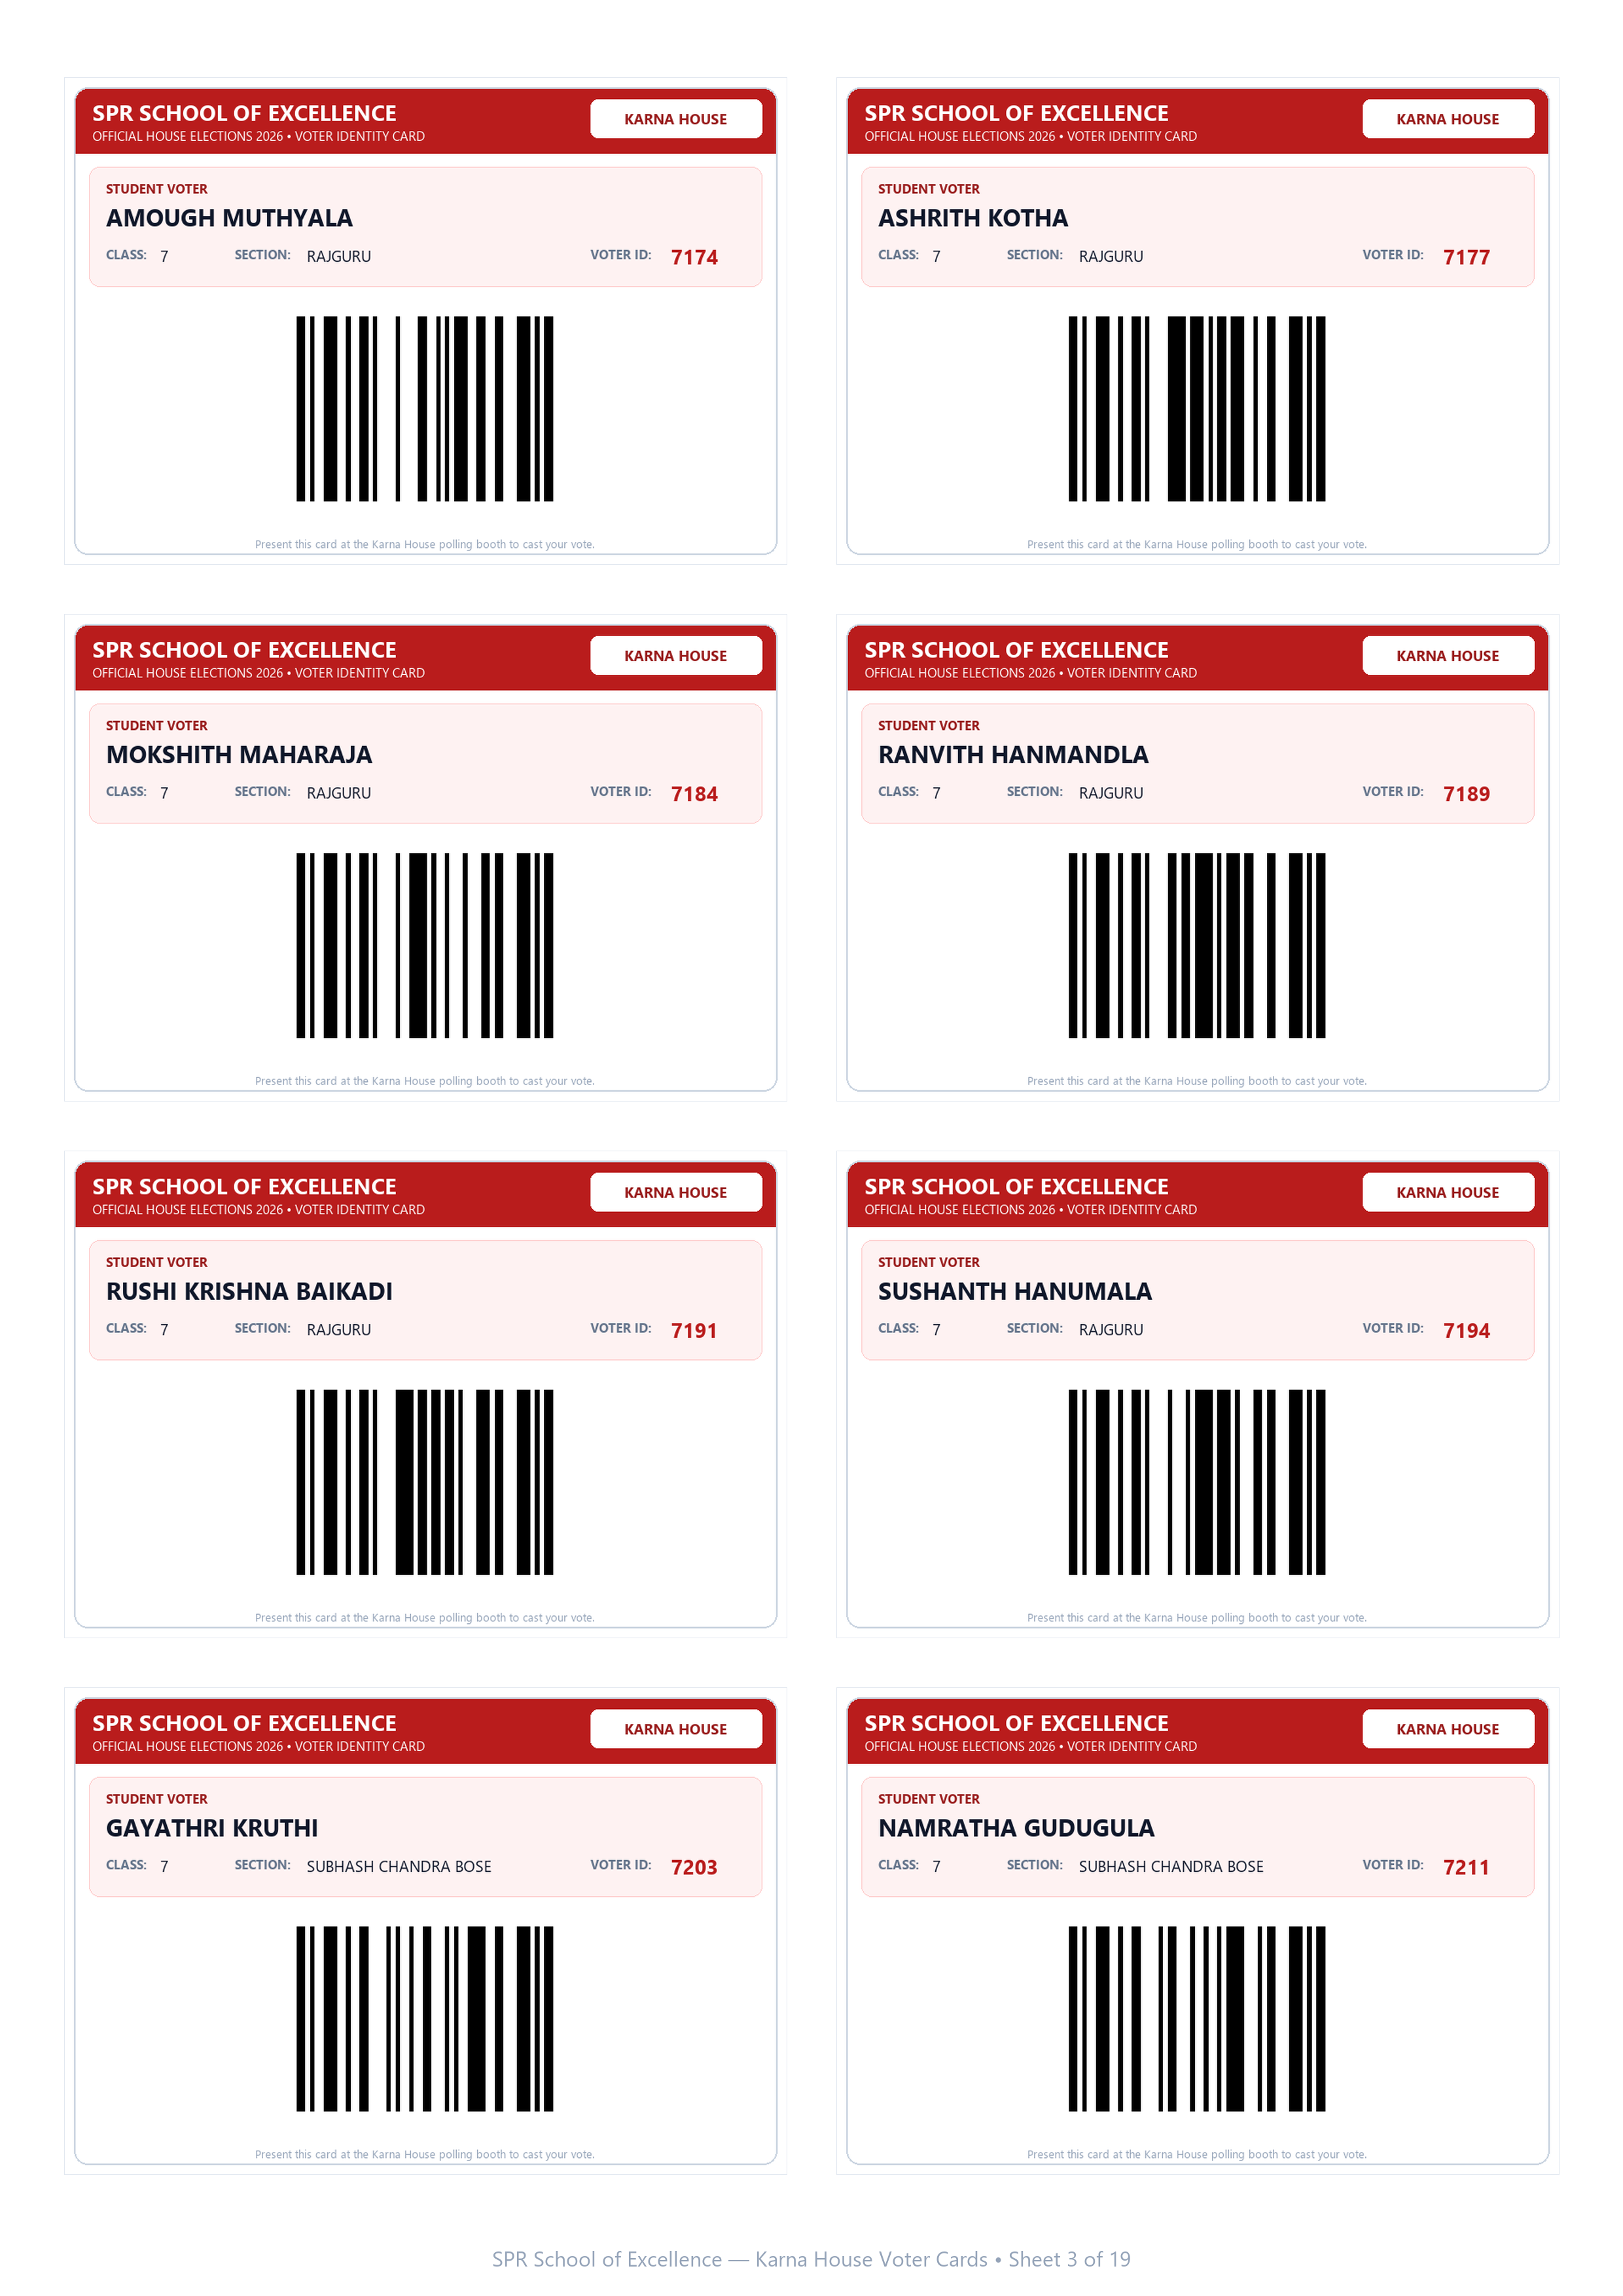 SPR SCHOOL OF EXCELLENCE
OFFICIAL HOUSE ELECTIONS 2026 • VOTER IDENTITY CARD
KARNA HOUSE
STUDENT VOTER
AMOUGH MUTHYALA
CLASS: 7 SECTION: RAJGURU VOTER ID: 7174
Present this card at the Karna House polling booth to cast your vote.
SPR SCHOOL OF EXCELLENCE
OFFICIAL HOUSE ELECTIONS 2026 • VOTER IDENTITY CARD
KARNA HOUSE
STUDENT VOTER
ASHRITH KOTHA
CLASS: 7 SECTION: RAJGURU VOTER ID: 7177
Present this card at the Karna House polling booth to cast your vote.
SPR SCHOOL OF EXCELLENCE
OFFICIAL HOUSE ELECTIONS 2026 • VOTER IDENTITY CARD
KARNA HOUSE
STUDENT VOTER
MOKSHITH MAHARAJA
CLASS: 7 SECTION: RAJGURU VOTER ID: 7184
Present this card at the Karna House polling booth to cast your vote.
SPR SCHOOL OF EXCELLENCE
OFFICIAL HOUSE ELECTIONS 2026 • VOTER IDENTITY CARD
KARNA HOUSE
STUDENT VOTER
RANVITH HANMANDLA
CLASS: 7 SECTION: RAJGURU VOTER ID: 7189
Present this card at the Karna House polling booth to cast your vote.
SPR SCHOOL OF EXCELLENCE
OFFICIAL HOUSE ELECTIONS 2026 • VOTER IDENTITY CARD
KARNA HOUSE
STUDENT VOTER
RUSHI KRISHNA BAIKADI
CLASS: 7 SECTION: RAJGURU VOTER ID: 7191
Present this card at the Karna House polling booth to cast your vote.
SPR SCHOOL OF EXCELLENCE
OFFICIAL HOUSE ELECTIONS 2026 • VOTER IDENTITY CARD
KARNA HOUSE
STUDENT VOTER
SUSHANTH HANUMALA
CLASS: 7 SECTION: RAJGURU VOTER ID: 7194
Present this card at the Karna House polling booth to cast your vote.
SPR SCHOOL OF EXCELLENCE
OFFICIAL HOUSE ELECTIONS 2026 • VOTER IDENTITY CARD
KARNA HOUSE
STUDENT VOTER
GAYATHRI KRUTHI
CLASS: 7 SECTION: SUBHASH CHANDRA BOSE VOTER ID: 7203
Present this card at the Karna House polling booth to cast your vote.
SPR SCHOOL OF EXCELLENCE
OFFICIAL HOUSE ELECTIONS 2026 • VOTER IDENTITY CARD
KARNA HOUSE
STUDENT VOTER
NAMRATHA GUDUGULA
CLASS: 7 SECTION: SUBHASH CHANDRA BOSE VOTER ID: 7211
Present this card at the Karna House polling booth to cast your vote.
SPR School of Excellence — Karna House Voter Cards • Sheet 3 of 19